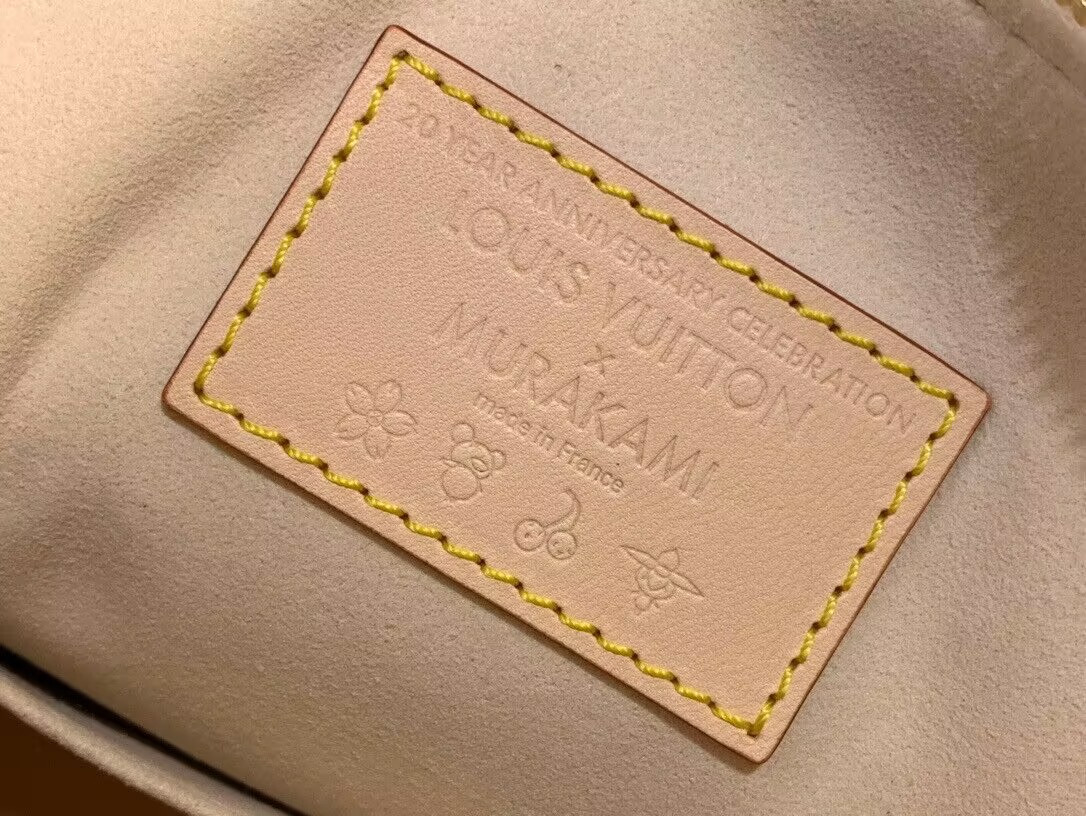 20 YEAR ANNIVERSARY CELEBRATION
LOUIS VUITTON
X
MURAKAMI
made in France